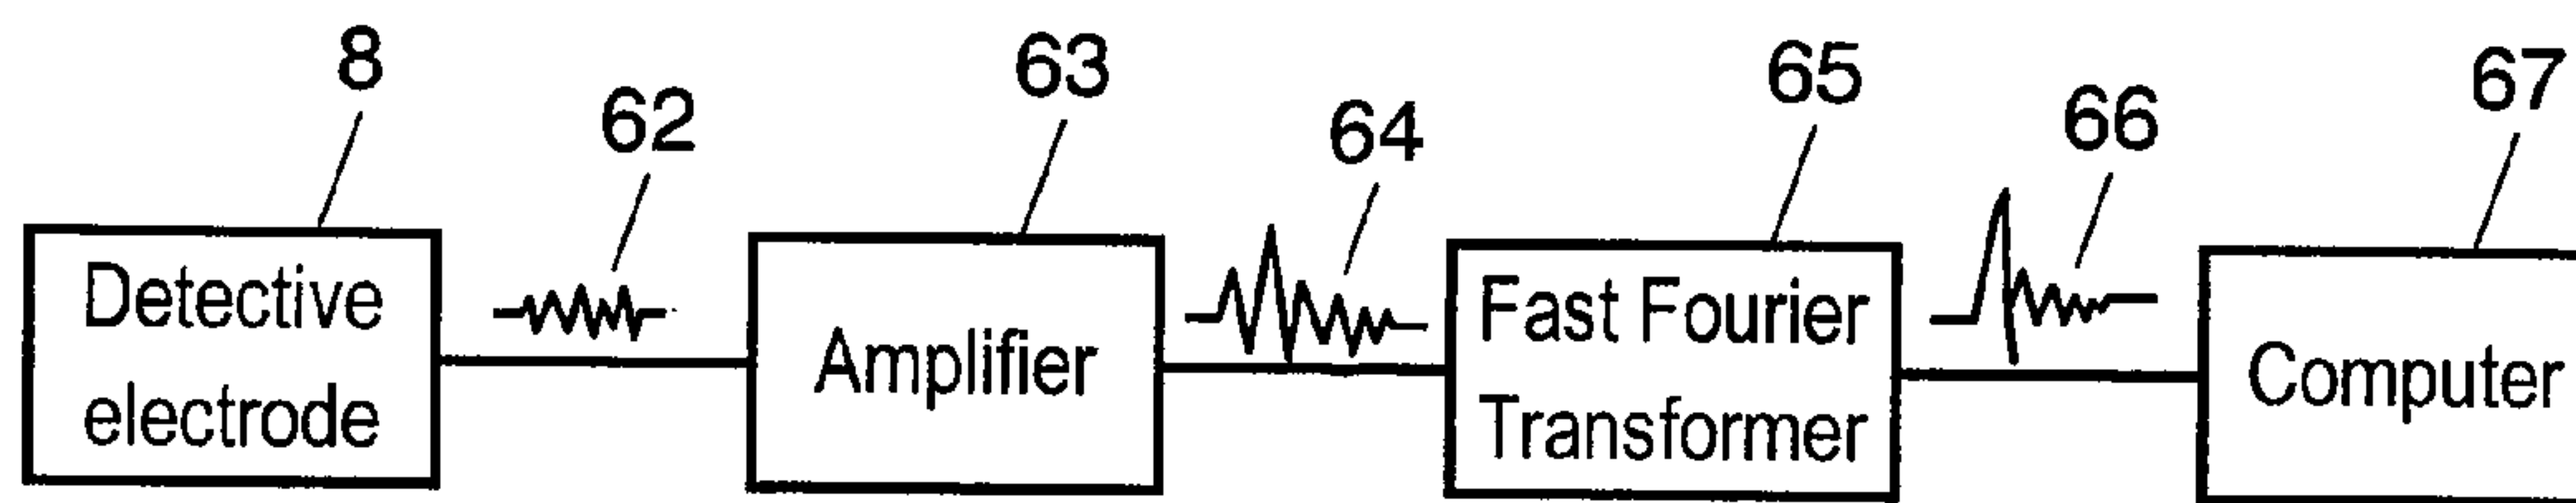 8
62
63
64
65
66
67
Detective
electrode
Amplifier
Fast Fourier
Transformer
Computer